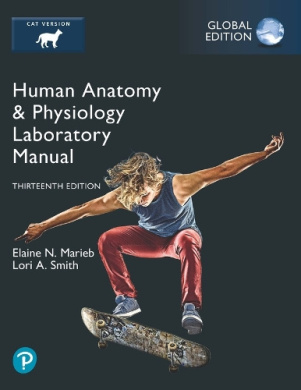 CAT VERSION
GLOBAL
EDITION
Human Anatomy
& Physiology
Laboratory
Manual
THIRTEENTH EDITION
Elaine N. Marieb
Lori A. Smith
P